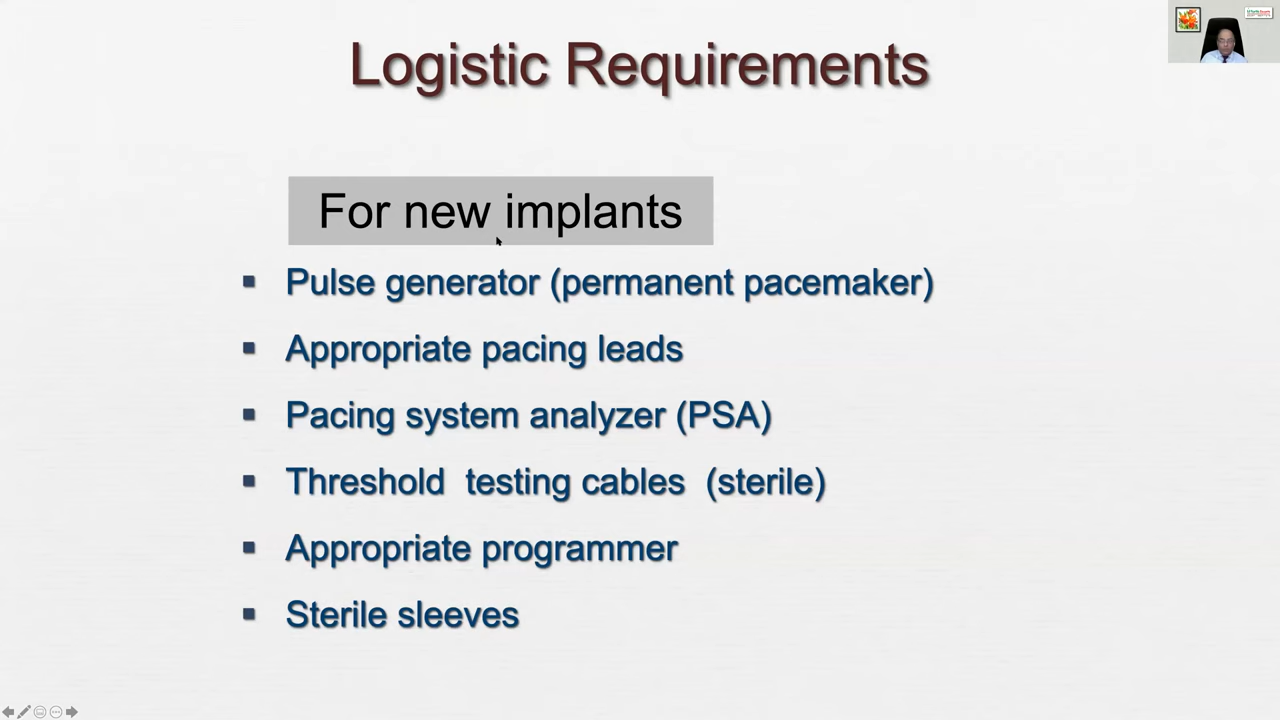 Logistic Requirements
For new implants
▪ Pulse generator (permanent pacemaker)
▪ Appropriate pacing leads
▪ Pacing system analyzer (PSA)
▪ Threshold testing cables (sterile)
▪ Appropriate programmer
▪ Sterile sleeves